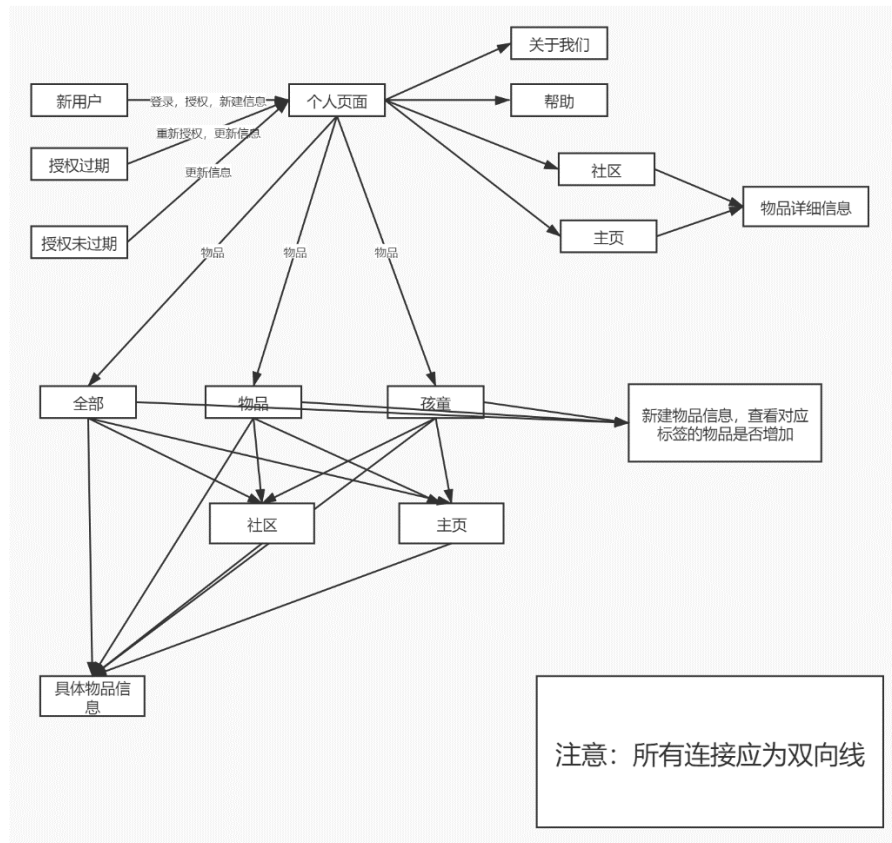 关于我们
新用户
登录，授权，新建信息
个人页面
帮助
重新授权，更新信息
授权过期
更新信息
社区
物品详细信息
授权未过期
主页
物品
物品
物品
全部
物品
孩童
新建物品信息，查看对应
标签的物品是否增加
社区
主页
具体物品信
息
注意：所有连接应为双向线